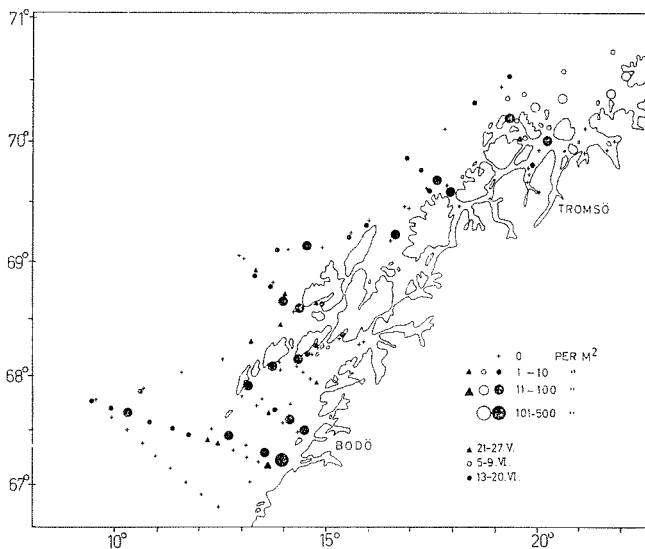 71°
70°
TROMSÖ
69°
+ 0 PER M²
1-10 "
11-100 "
68°
101-500 "
BODÖ
21-27. V.
5-9. VI.
13-20. VI.
67°
10°
15°
20°